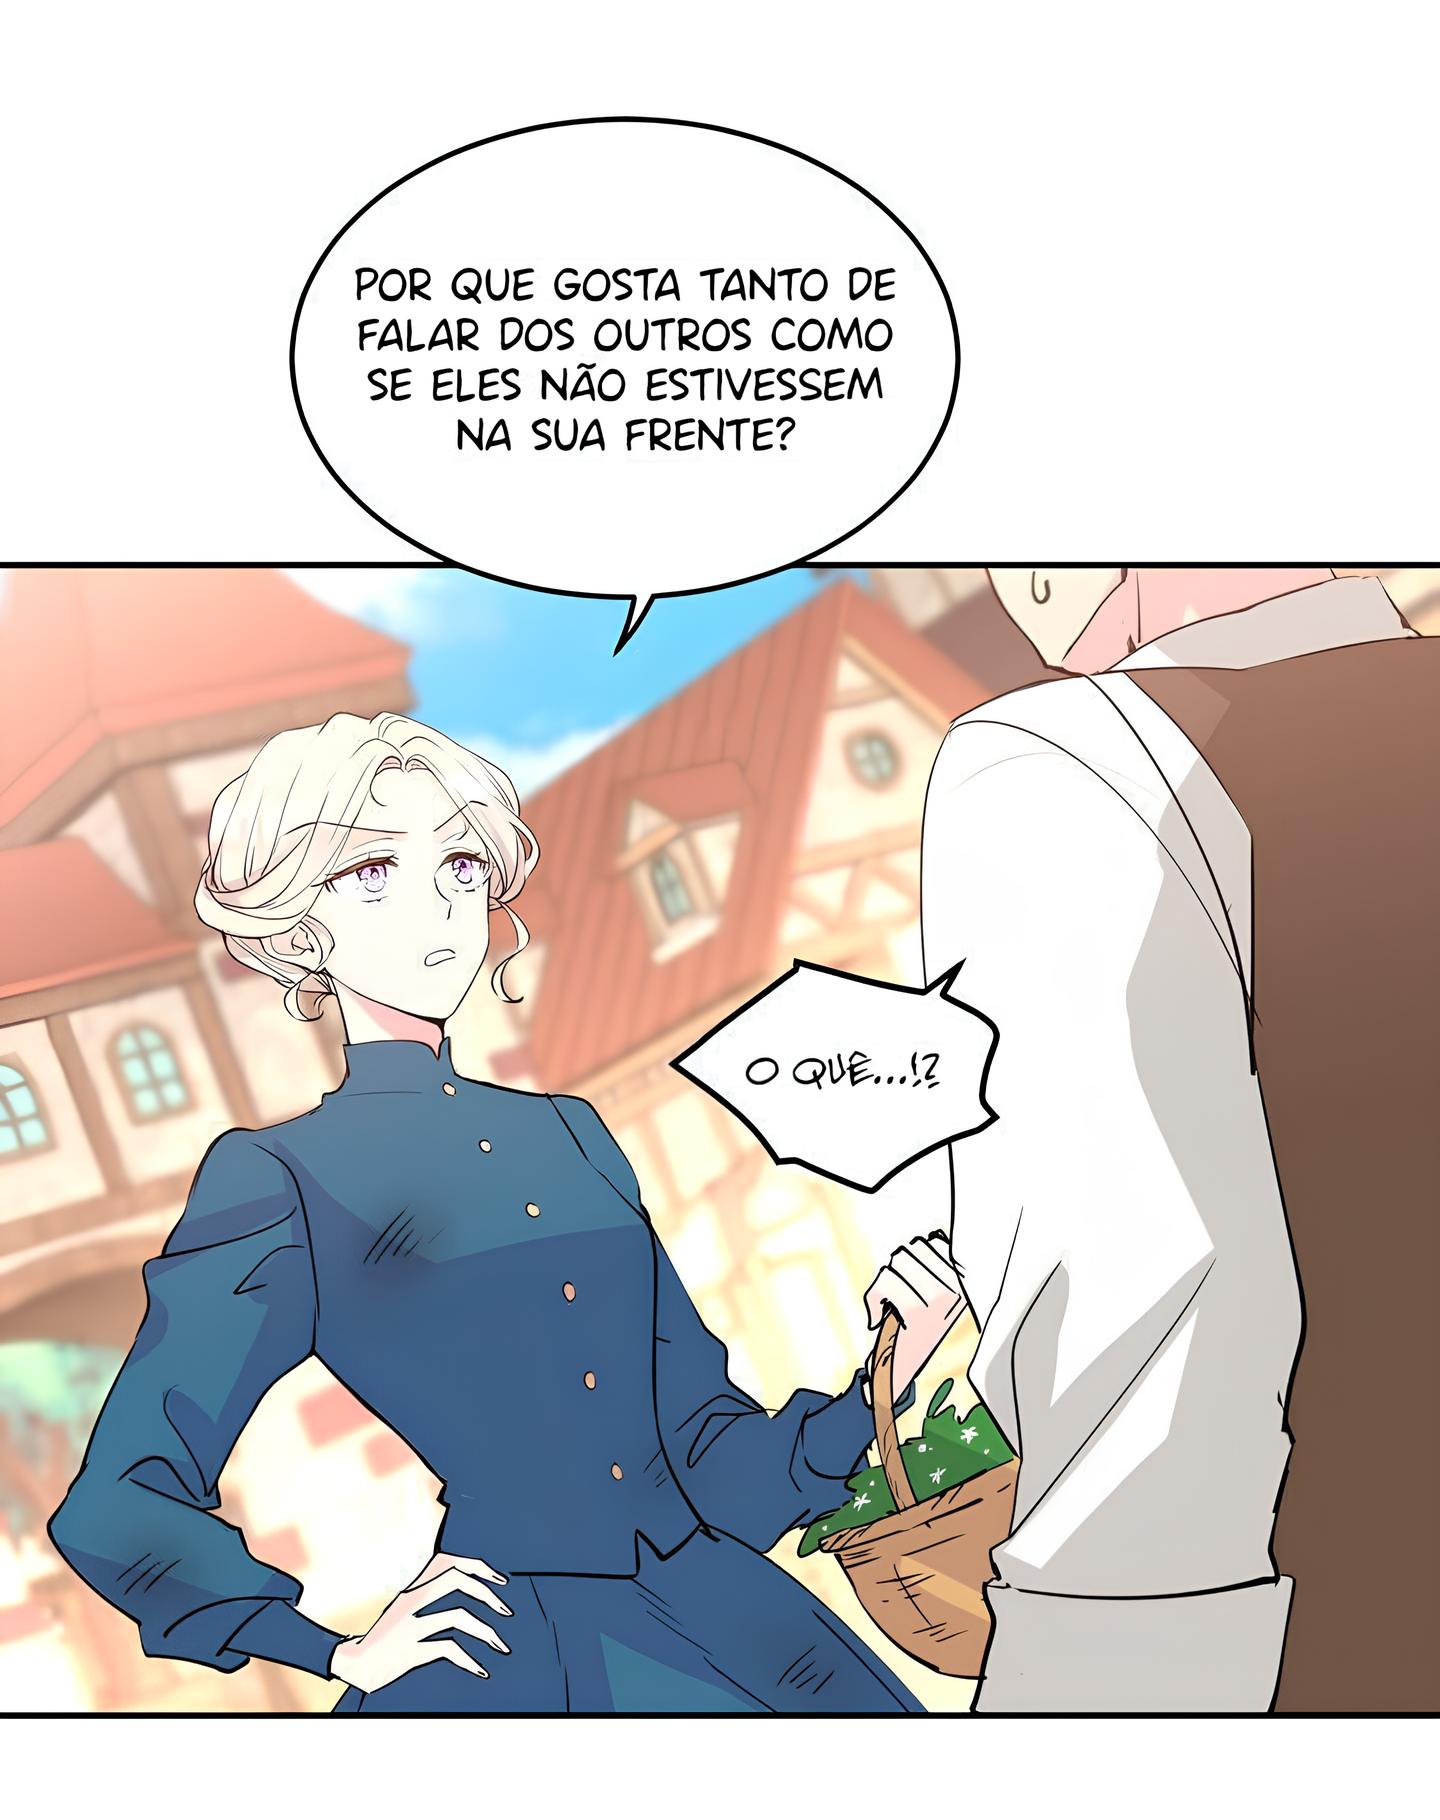 POR QUE GOSTA TANTO DE
FALAR DOS OUTROS COMO
SE ELES NÃO ESTIVESSEM
NA SUA FRENTE?
O QUÊ...!?